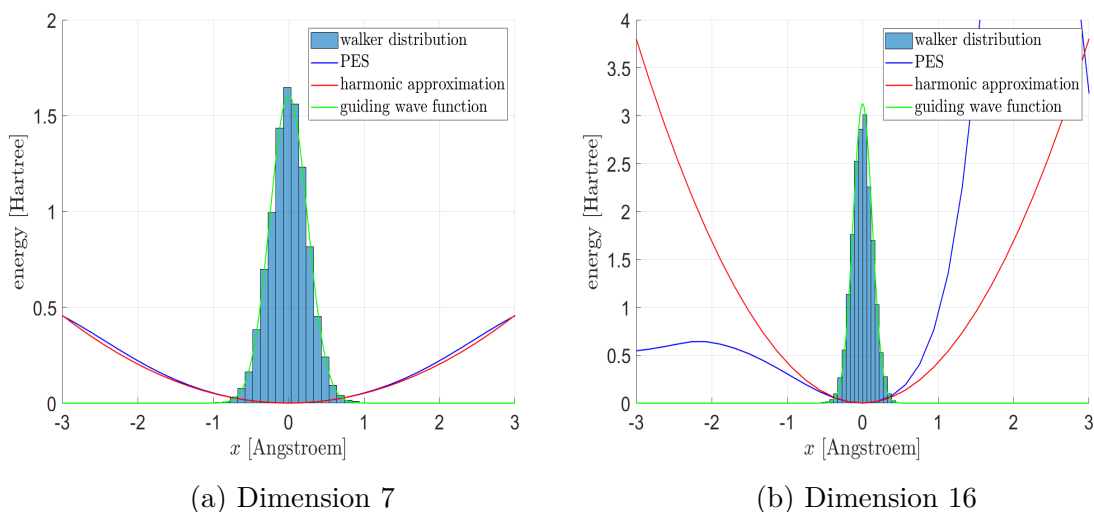 2
1.5
1
0.5
0
energy [Hartree]
-3 -2 -1 0 1 2 3
x [Angstroem]
walker distribution
PES
harmonic approximation
guiding wave function
(a) Dimension 7
4
3.5
3
2.5
2
1.5
1
0.5
0
energy [Hartree]
-3 -2 -1 0 1 2 3
x [Angstroem]
walker distribution
PES
harmonic approximation
guiding wave function
(b) Dimension 16